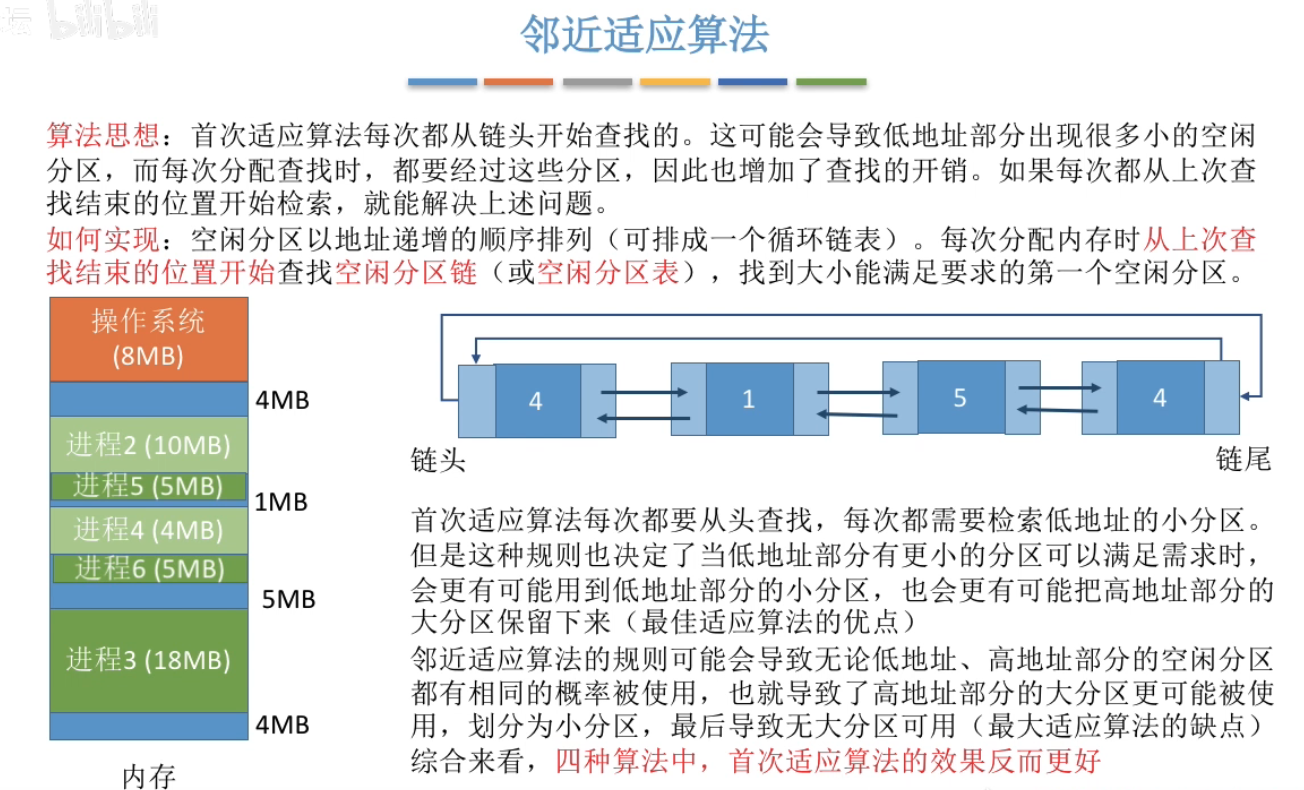 坛 bilibili
邻近适应算法
算法思想：首次适应算法每次都从链头开始查找的。这可能会导致低地址部分出现很多小的空闲
分区，而每次分配查找时，都要经过这些分区，因此也增加了查找的开销。如果每次都从上次查
找结束的位置开始检索，就能解决上述问题。
如何实现：空闲分区以地址递增的顺序排列（可排成一个循环链表）。每次分配内存时从上次查
找结束的位置开始查找空闲分区链（或空闲分区表），找到大小能满足要求的第一个空闲分区。
操作系统
(8MB)
4MB
进程2 (10MB)
进程5 (5MB)
1MB
进程4 (4MB)
进程6 (5MB)
5MB
进程3 (18MB)
4MB
内存
4
1
5
4
链头
链尾
首次适应算法每次都要从头查找，每次都需要检索低地址的小分区。
但是这种规则也决定了当低地址部分有更小的分区可以满足需求时，
会更有可能用到低地址部分的小分区，也会更有可能把高地址部分的
大分区保留下来（最佳适应算法的优点）
邻近适应算法的规则可能会导致无论低地址、高地址部分的空闲分区
都有相同的概率被使用，也就导致了高地址部分的大分区更可能被使
用，划分为小分区，最后导致无大分区可用（最大适应算法的缺点）
综合来看，四种算法中，首次适应算法的效果反而更好